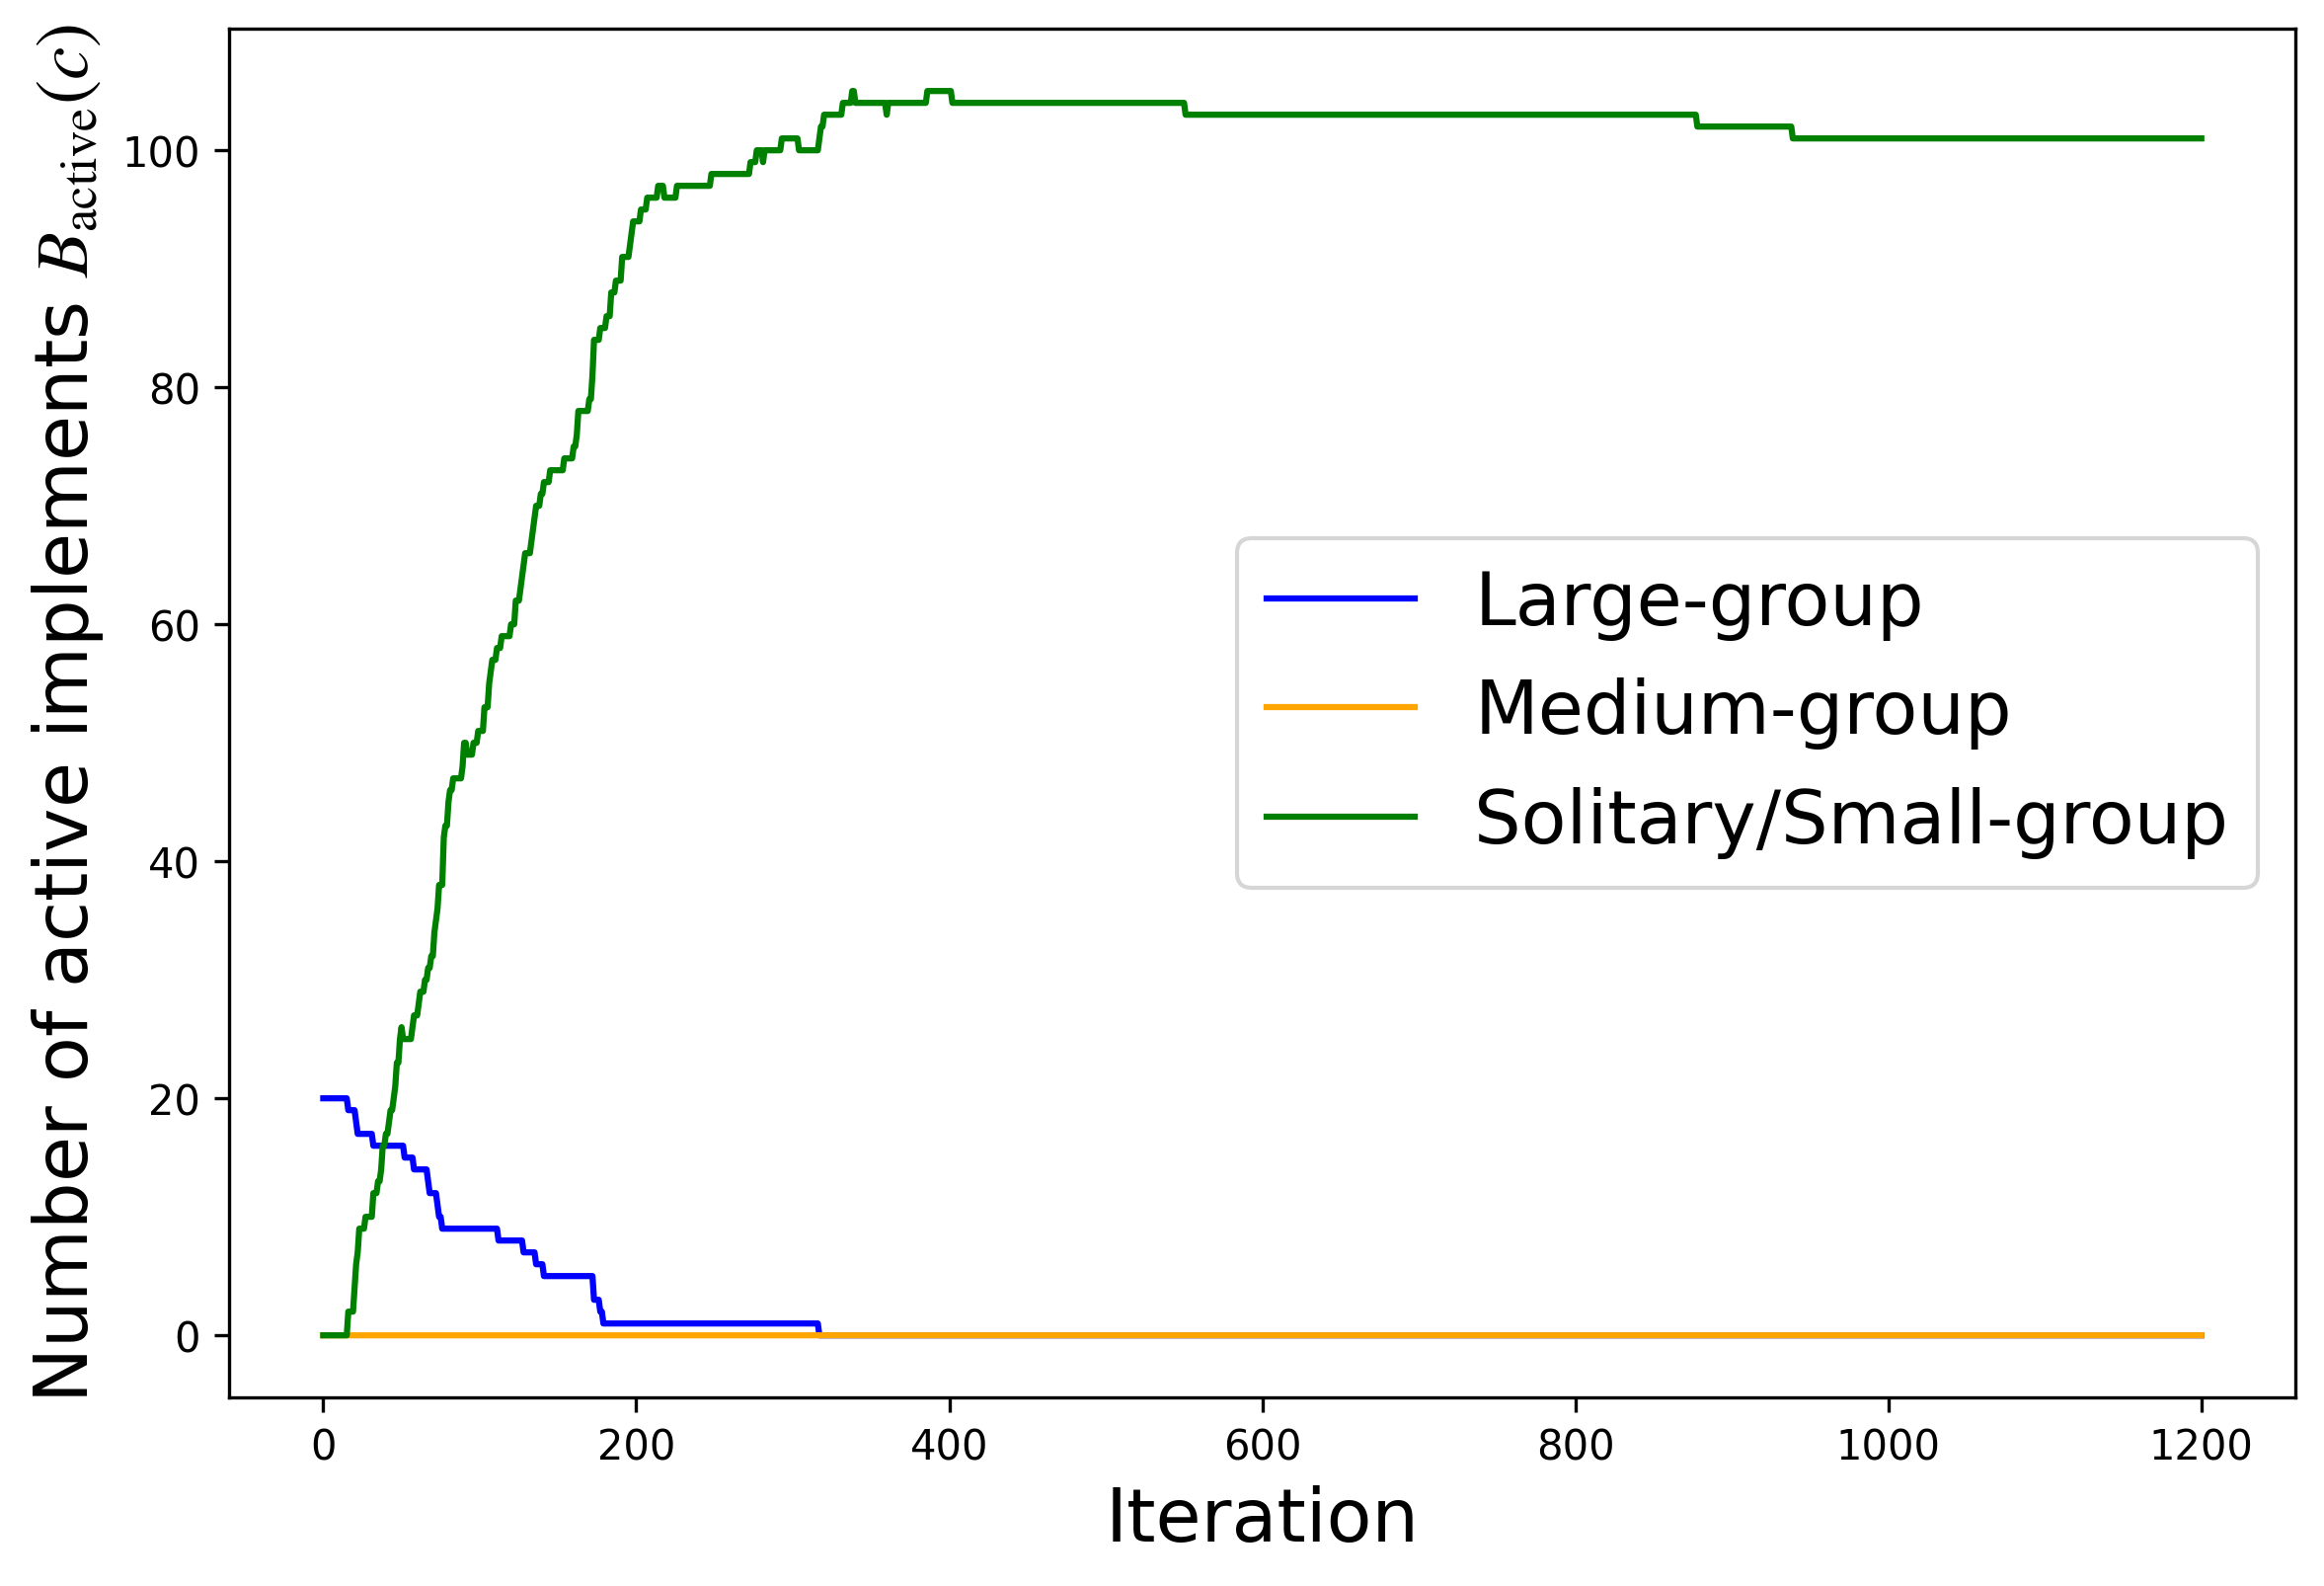 Number of active implements B_active(c)
100
80
60
40
20
0
Large-group
Medium-group
Solitary/Small-group
0 200 400 600 800 1000 1200
Iteration